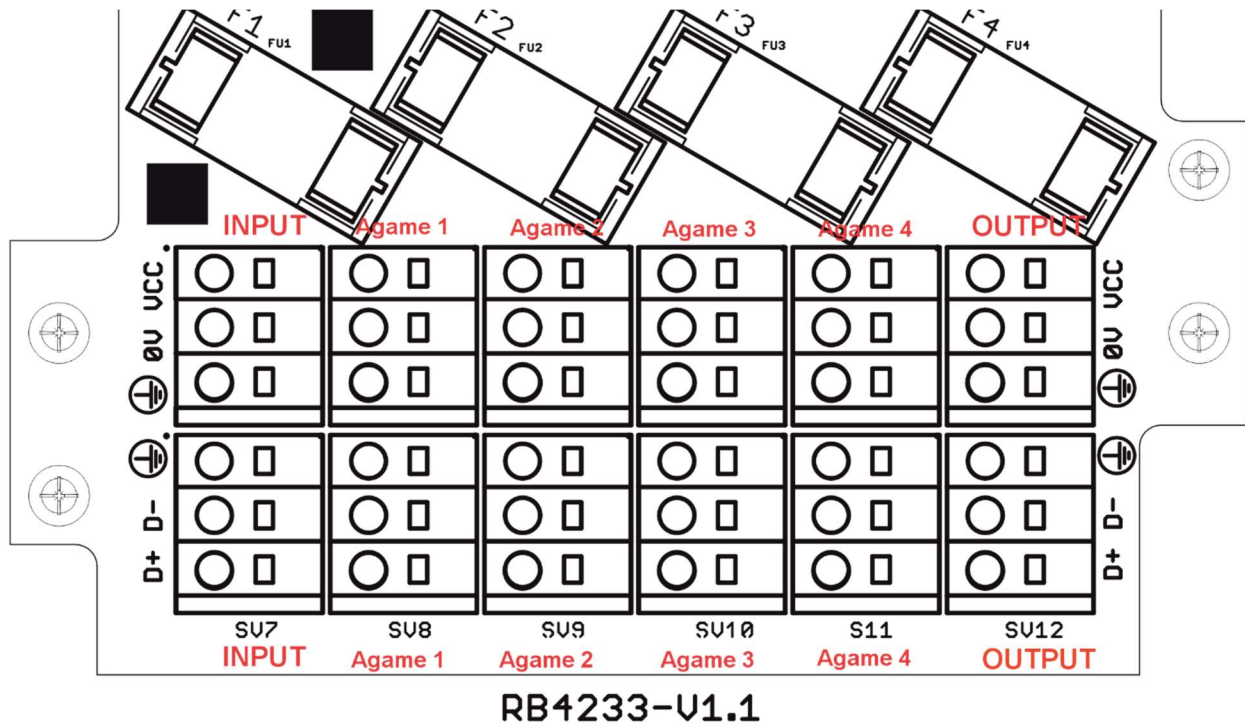 F1 F2 F3 F4
FU1 FU2 FU3 FU4
INPUT Agame 1 Agame 2 Agame 3 Agame 4 OUTPUT
VCC VCC
0V 0V
D- D-
D+ D+
SV7 SV8 SV9 SV10 S11 SV12
INPUT Agame 1 Agame 2 Agame 3 Agame 4 OUTPUT
RB4233-V1.1